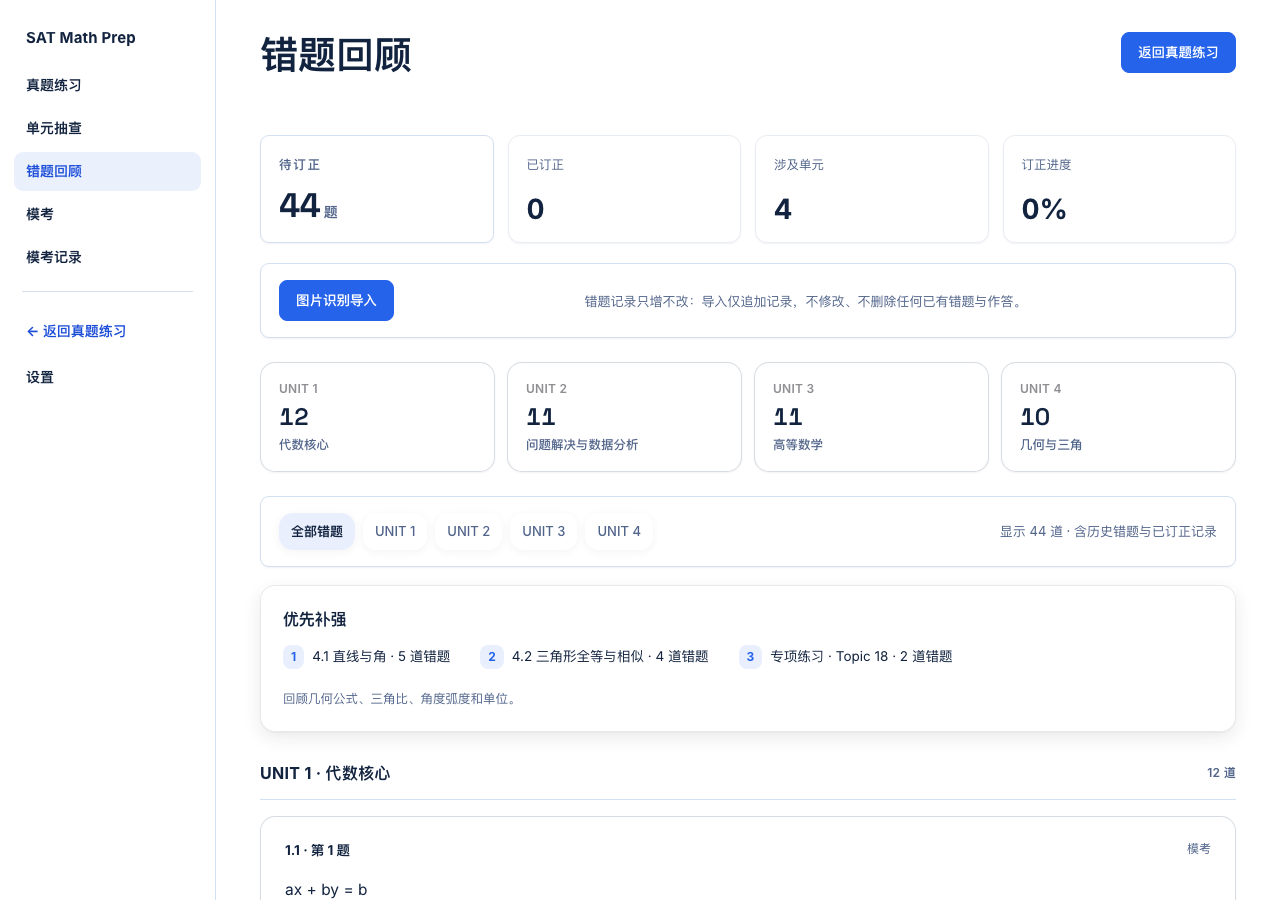 SAT Math Prep
真题练习
单元抽查
错题回顾
模考
模考记录
← 返回真题练习
设置
错题回顾
返回真题练习
待订正
44 题
已订正
0
涉及单元
4
订正进度
0%
图片识别导入
错题记录只增不改：导入仅追加记录，不修改、不删除任何已有错题与作答。
UNIT 1
12
代数核心
UNIT 2
11
问题解决与数据分析
UNIT 3
11
高等数学
UNIT 4
10
几何与三角
全部错题 UNIT 1 UNIT 2 UNIT 3 UNIT 4
显示 44 道 · 含历史错题与已订正记录
优先补强
1 4.1 直线与角 · 5 道错题 2 4.2 三角形全等与相似 · 4 道错题 3 专项练习 · Topic 18 · 2 道错题
回顾几何公式、三角比、角度弧度和单位。
UNIT 1 · 代数核心
12 道
1.1 · 第 1 题
模考
ax + by = b